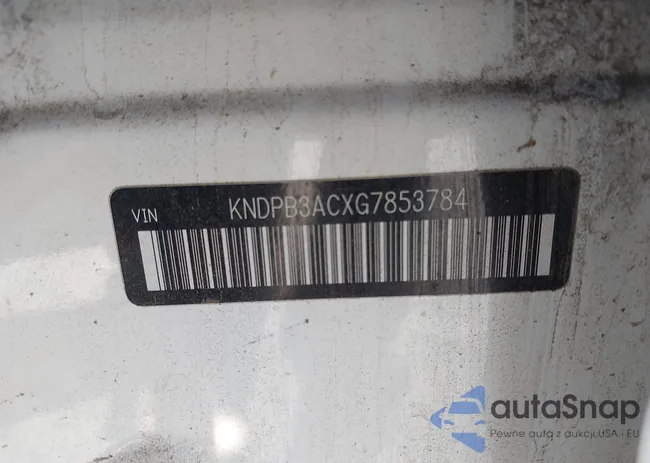 VIN KNDPB3ACXG7853784
autaSnap
Pewne auta z aukcji USA i EU